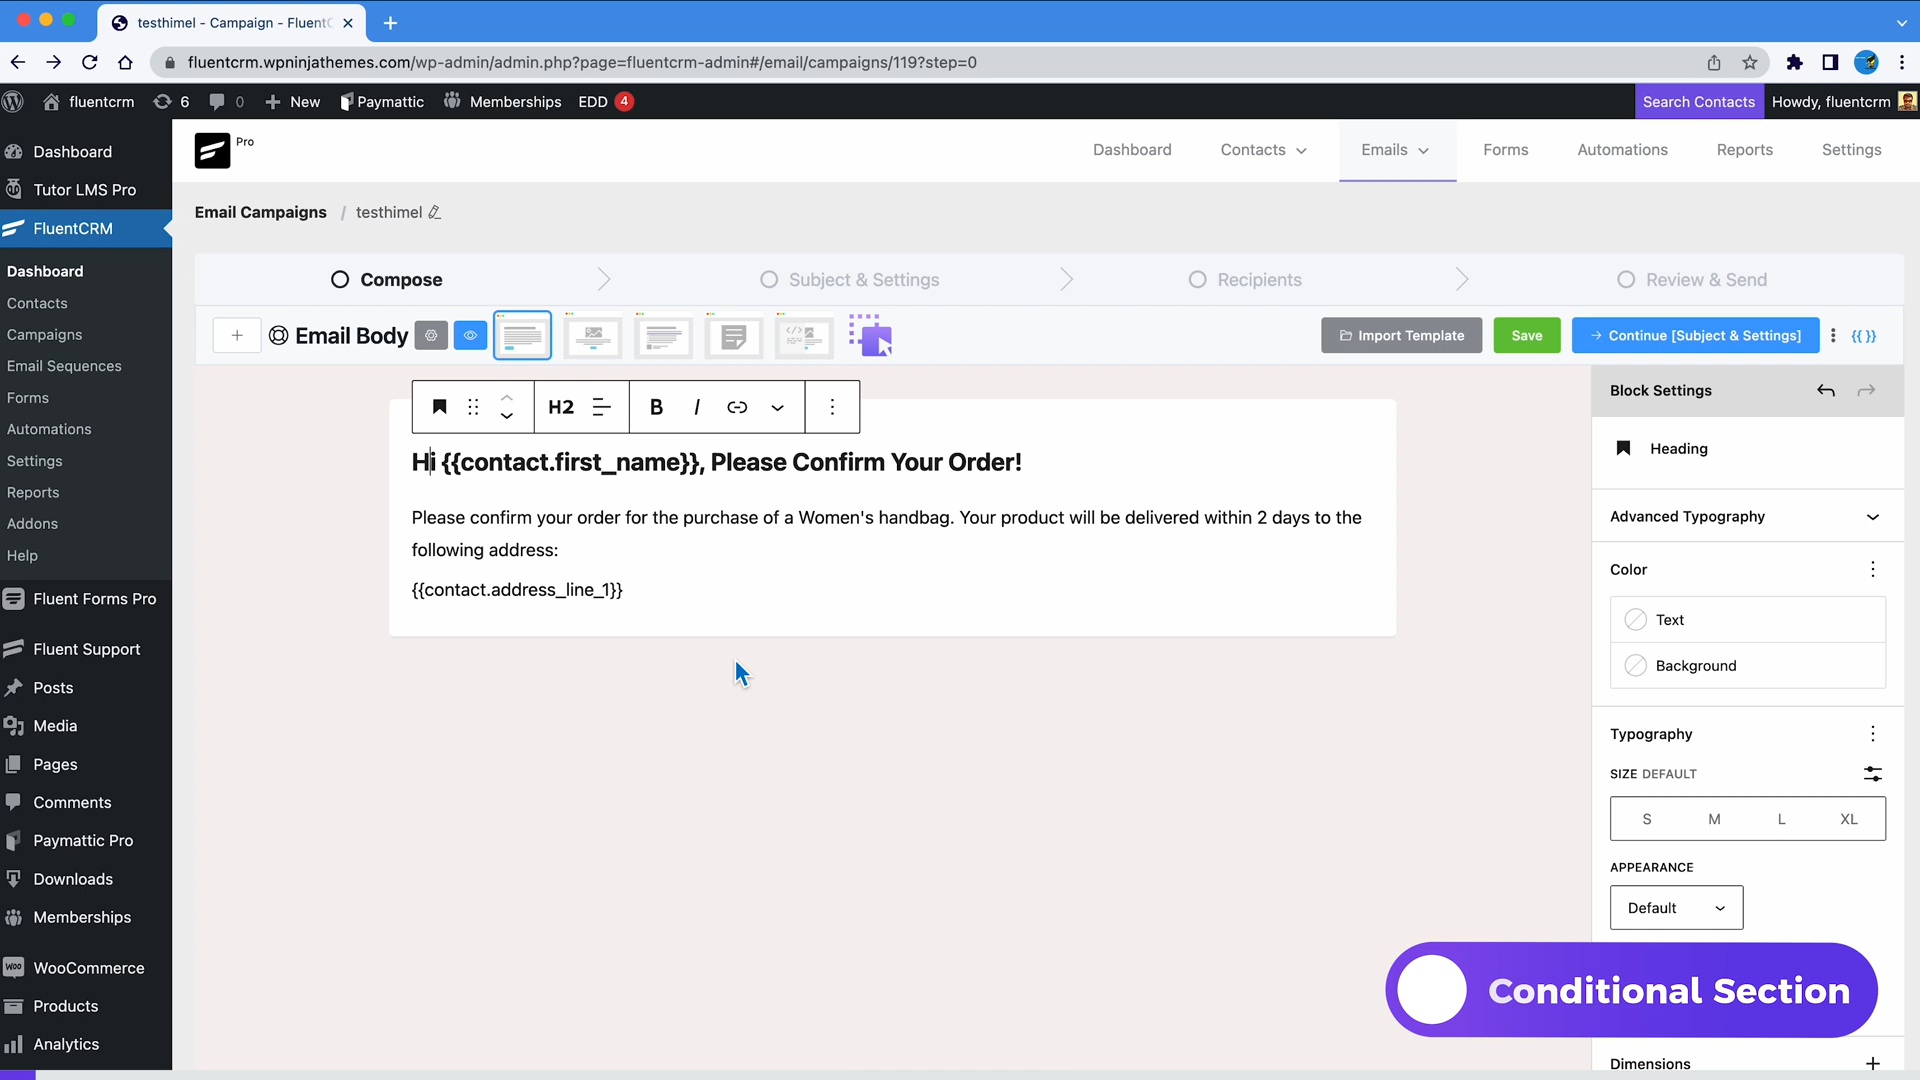 testhimel - Campaign - FluentC
fluentcrm.wpninjathemes.com/wp-admin/admin.php?page=fluentcrm-admin#/email/campaigns/119?step=0
fluentcrm 6 0 New Paymattic Memberships EDD 4 Search Contacts Howdy, fluentcrm
Dashboard
Tutor LMS Pro
FluentCRM
Dashboard
Contacts
Campaigns
Email Sequences
Forms
Automations
Settings
Reports
Addons
Help
Fluent Forms Pro
Fluent Support
Posts
Media
Pages
Comments
Paymattic Pro
Downloads
Memberships
WooCommerce
Products
Analytics
Pro
Dashboard Contacts Emails Forms Automations Reports Settings
Email Campaigns / testhimel
Compose Subject & Settings Recipients Review & Send
Email Body Import Template Save Continue [Subject & Settings] {{ }}
H2 B I
Hi {{contact.first_name}}, Please Confirm Your Order!
Please confirm your order for the purchase of a Women's handbag. Your product will be delivered within 2 days to the
following address:
{{contact.address_line_1}}
Block Settings
Heading
Advanced Typography
Color
Text
Background
Typography
SIZE DEFAULT
S M L XL
APPEARANCE
Default
Conditional Section
Dimensions